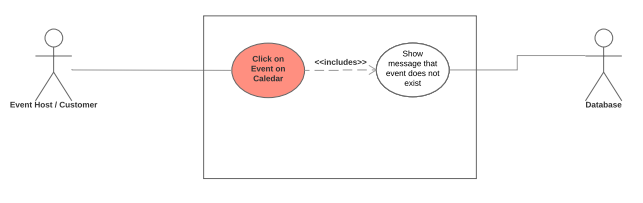 Click on
Event on
Caledar
<<includes>>
Show
message that
event does not
exist
Event Host / Customer
Database